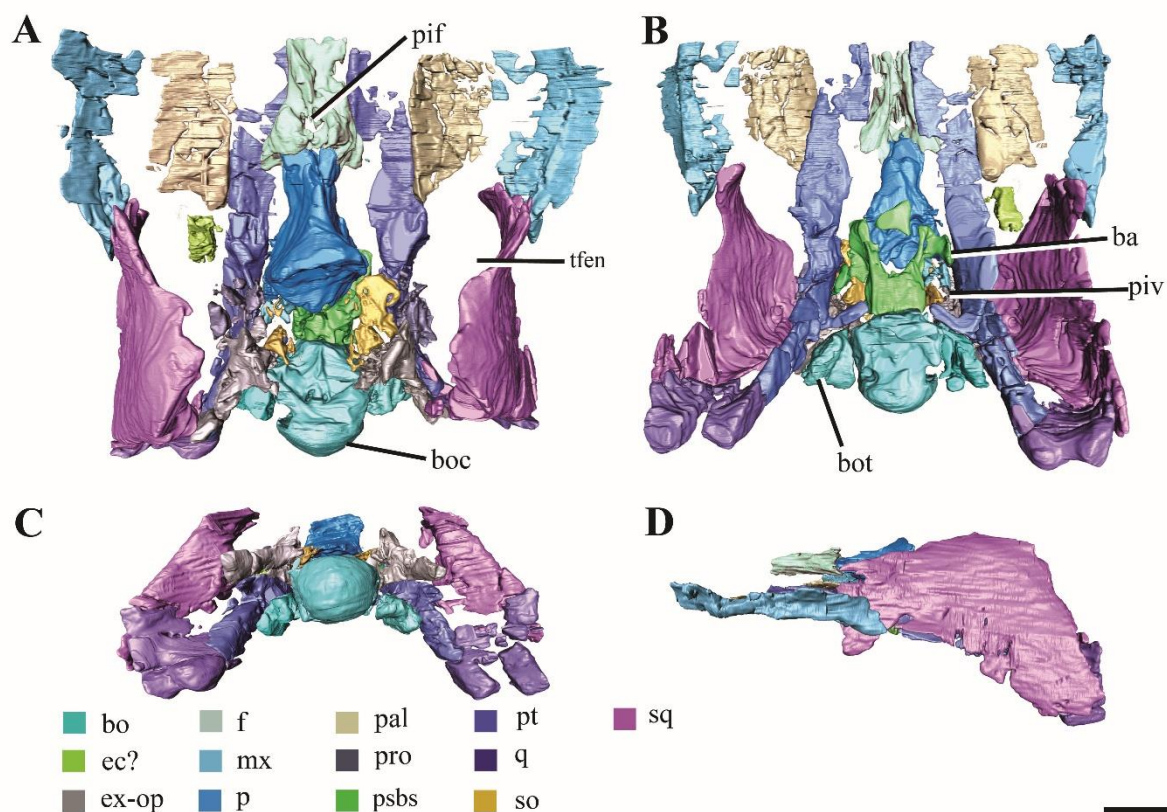 A
pif
B
tfen
ba
piv
boc
bot
C
D
bo f pal pt sq
ec? mx pro q
ex-op p psbs so